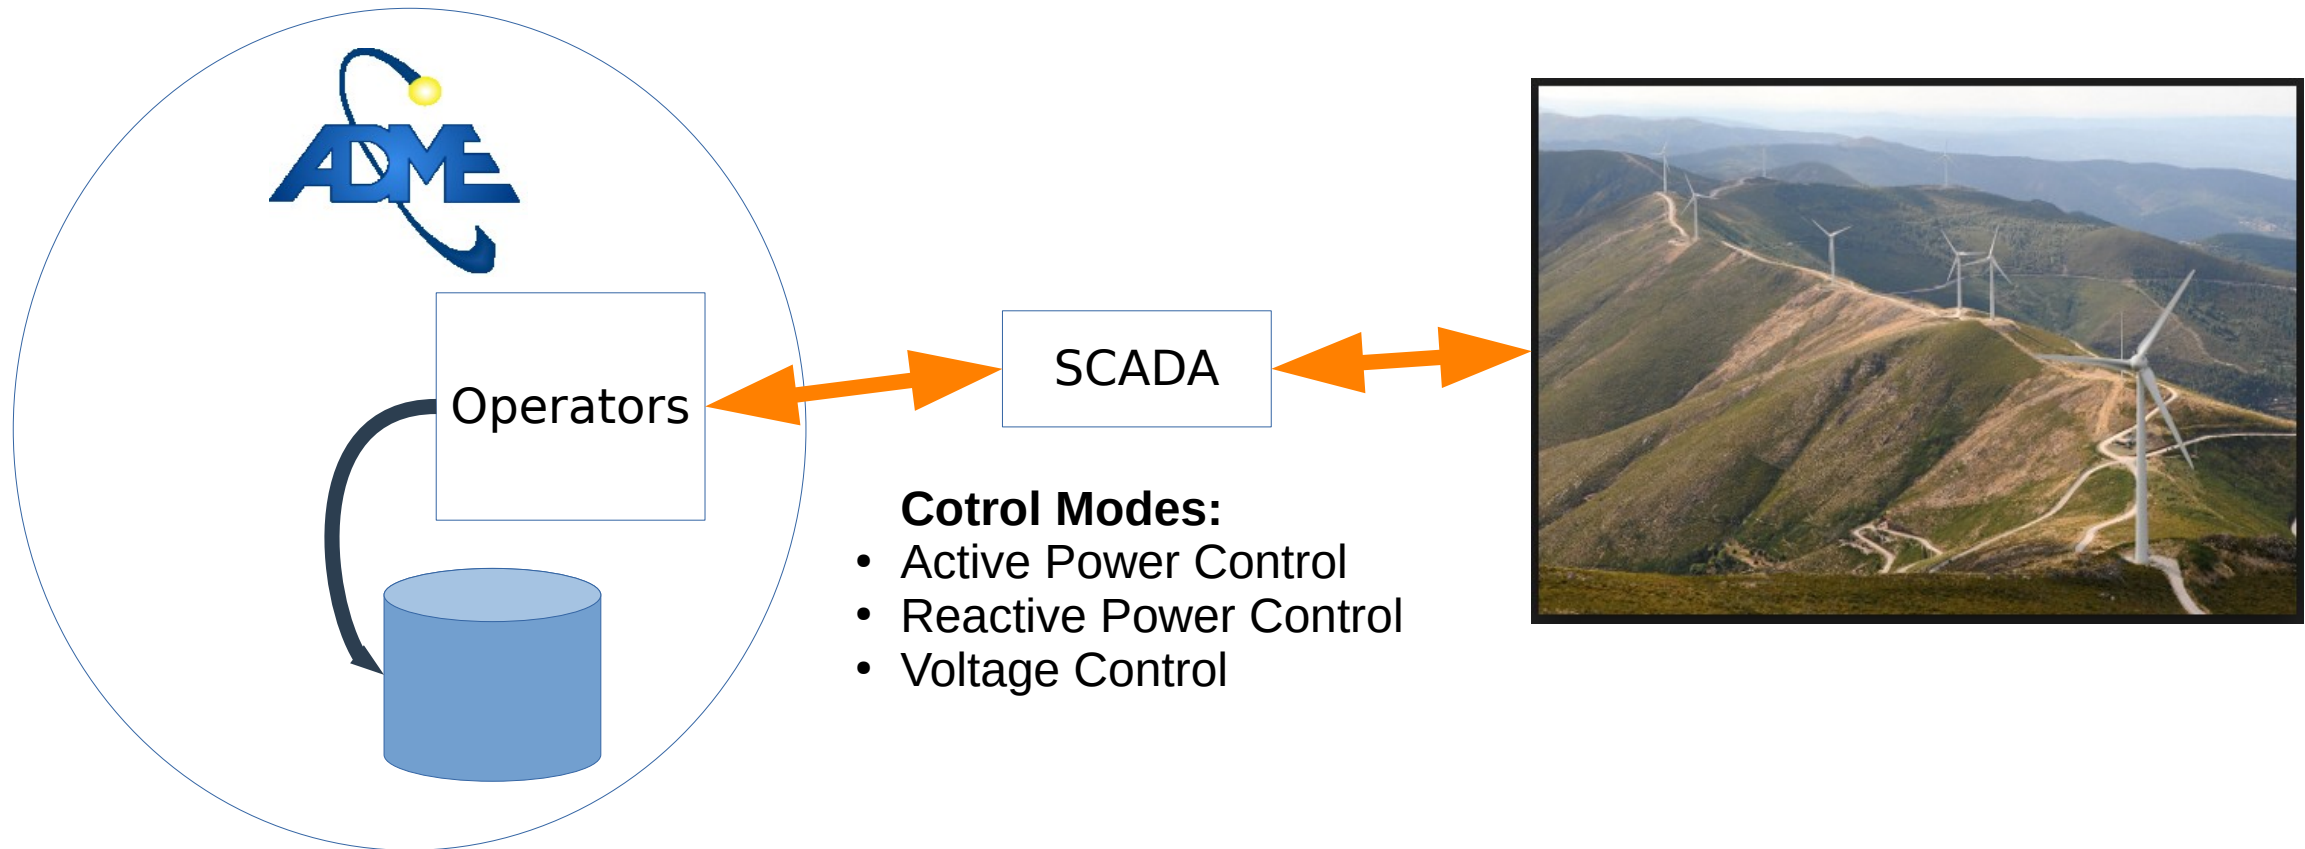 ADME
Operators
SCADA
Cotrol Modes:
• Active Power Control
• Reactive Power Control
• Voltage Control